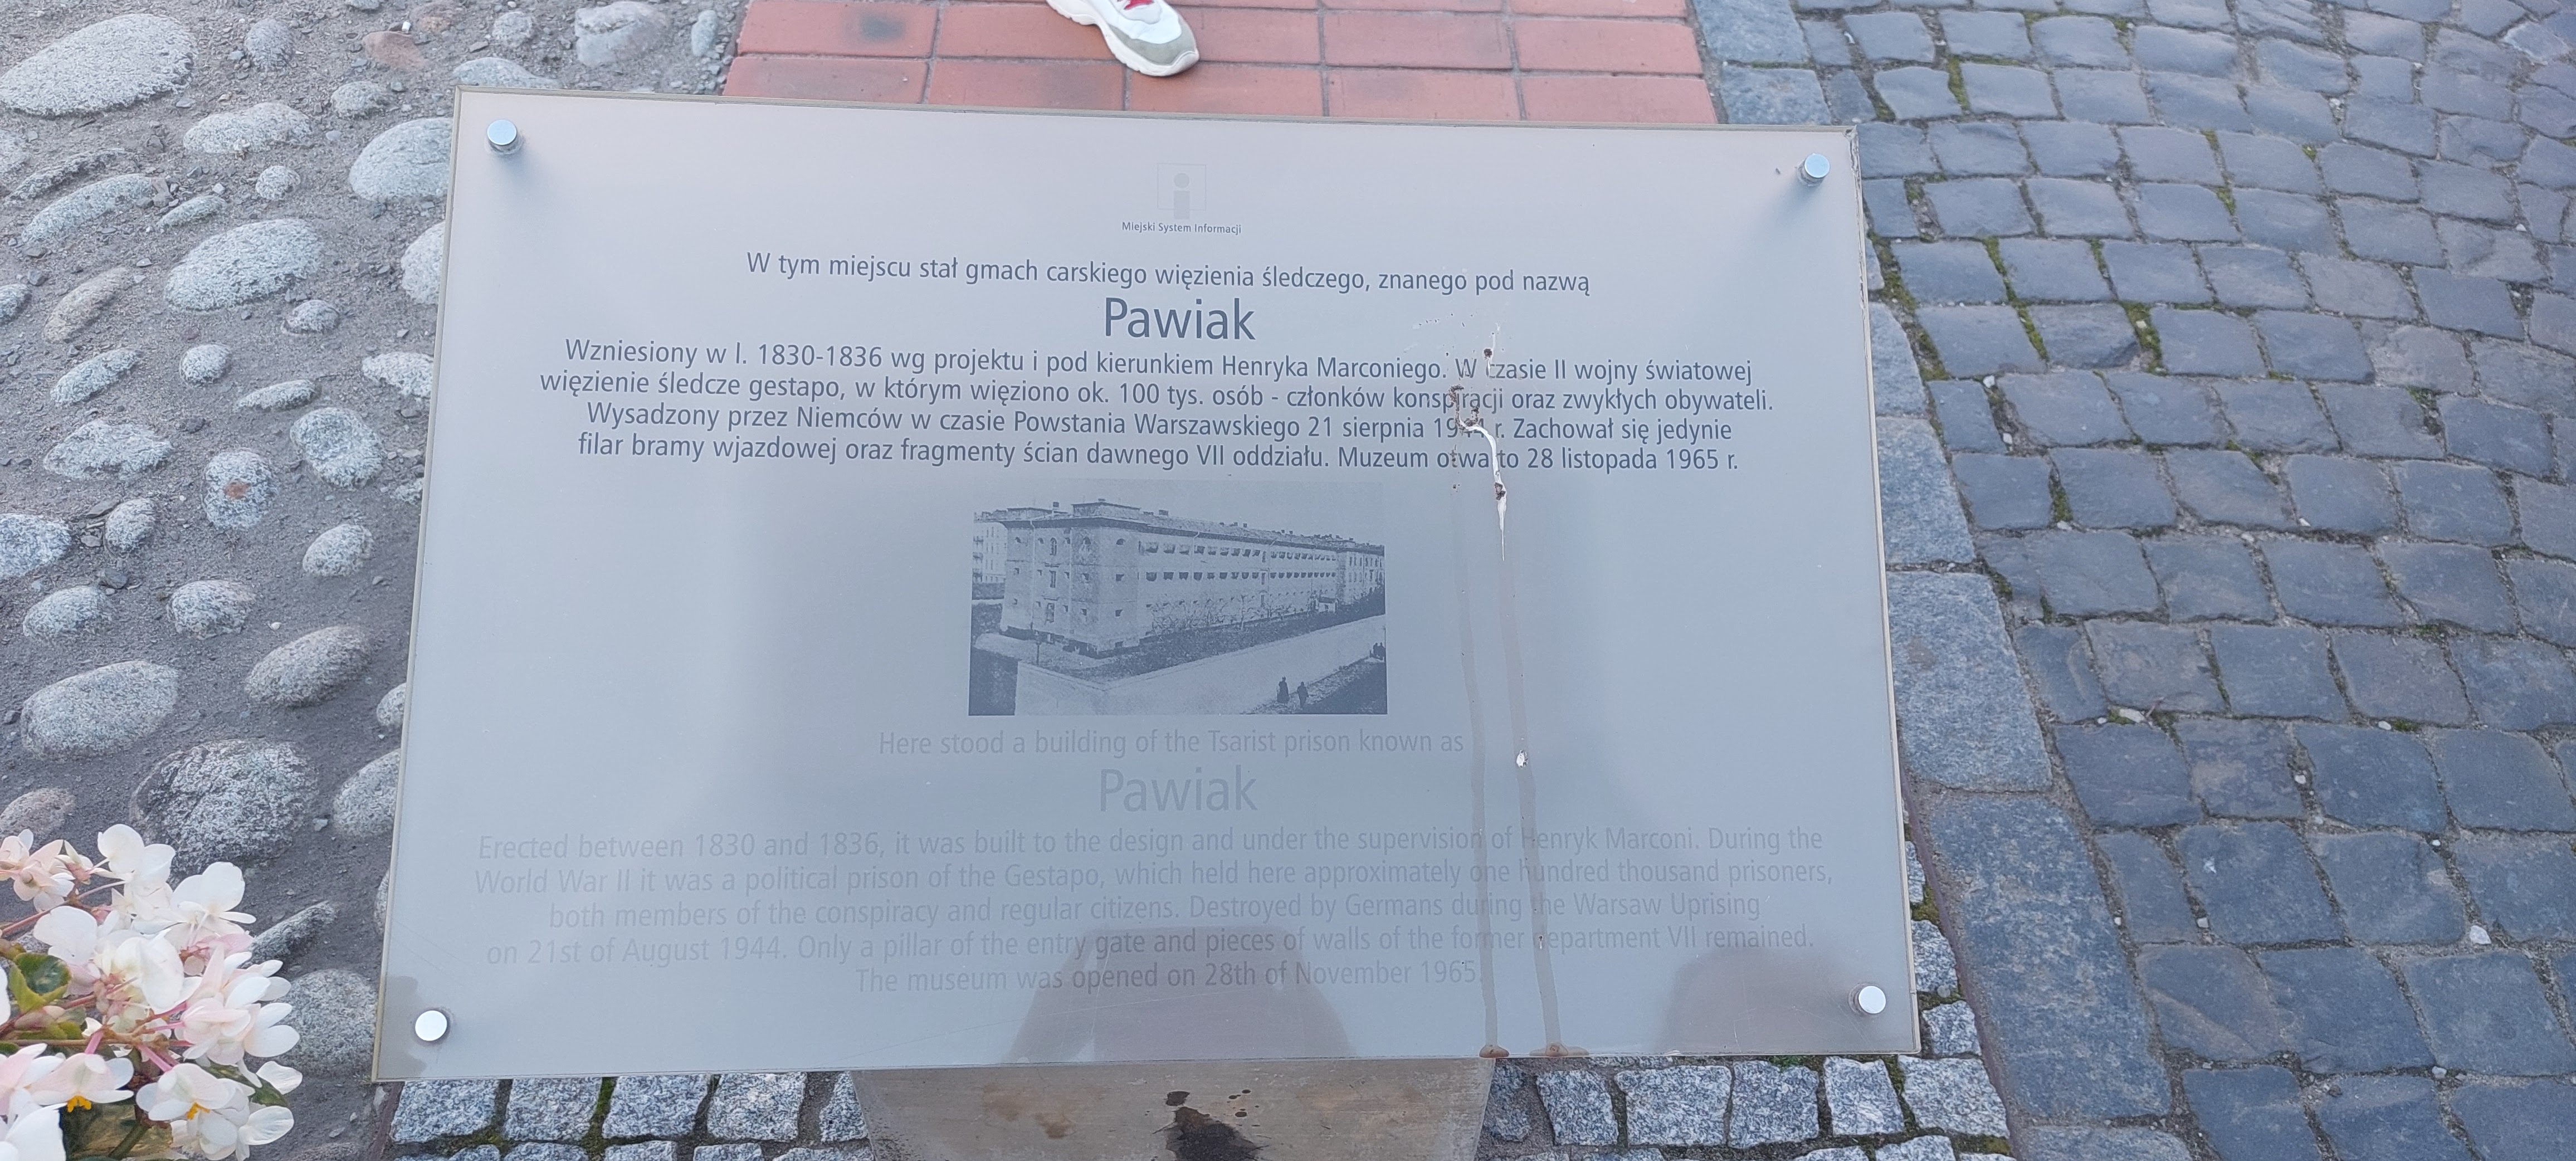 Miejski System Informacji
W tym miejscu stał gmach carskiego więzienia śledczego, znanego pod nazwą
Pawiak
Wzniesiony w l. 1830-1836 wg projektu i pod kierunkiem Henryka Marconiego. W czasie II wojny światowej
więzienie śledcze gestapo, w którym więziono ok. 100 tys. osób - członków konspiracji oraz zwykłych obywateli.
Wysadzony przez Niemców w czasie Powstania Warszawskiego 21 sierpnia 1944 r. Zachował się jedynie
filar bramy wjazdowej oraz fragmenty ścian dawnego VII oddziału. Muzeum otwarto 28 listopada 1965 r.
Here stood a building of the Tsarist prison known as
Pawiak
Erected between 1830 and 1836, it was built to the design and under the supervision of Henryk Marconi. During the
World War II it was a political prison of the Gestapo, which held here approximately one hundred thousand prisoners,
both members of the conspiracy and regular citizens. Destroyed by Germans during the Warsaw Uprising
on 21st of August 1944. Only a pillar of the entry gate and pieces of walls of the former department VII remained.
The museum was opened on 28th of November 1965.